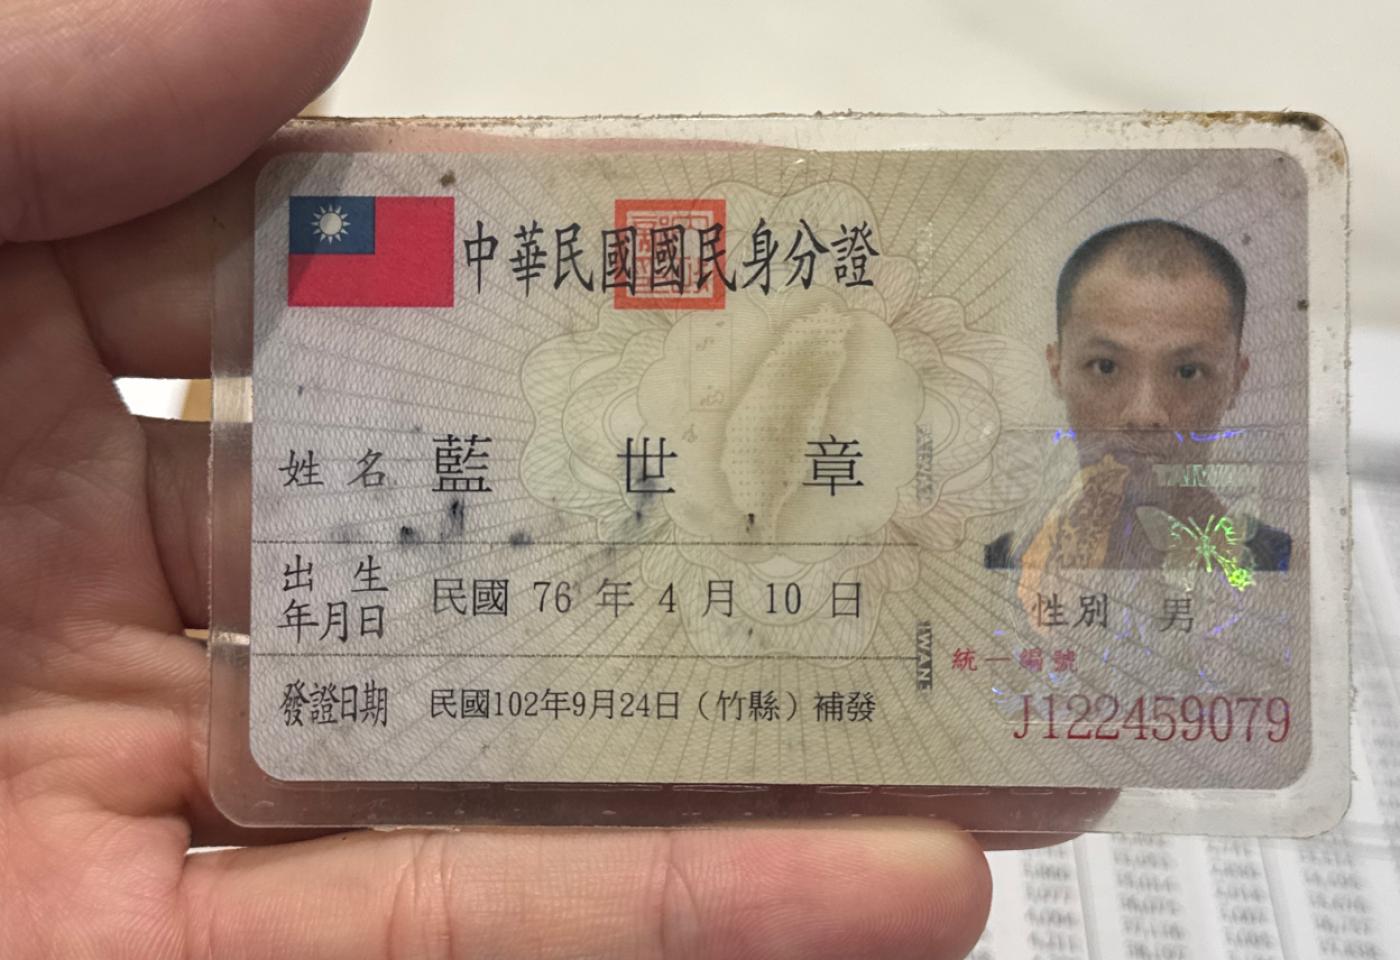 中華民國國民身分證
姓名 藍世章
出生年月日 民國 76 年 4 月 10 日
發證日期 民國102年9月24日（竹縣）補發
TAIWAN
性別 男
統一編號
J122459079